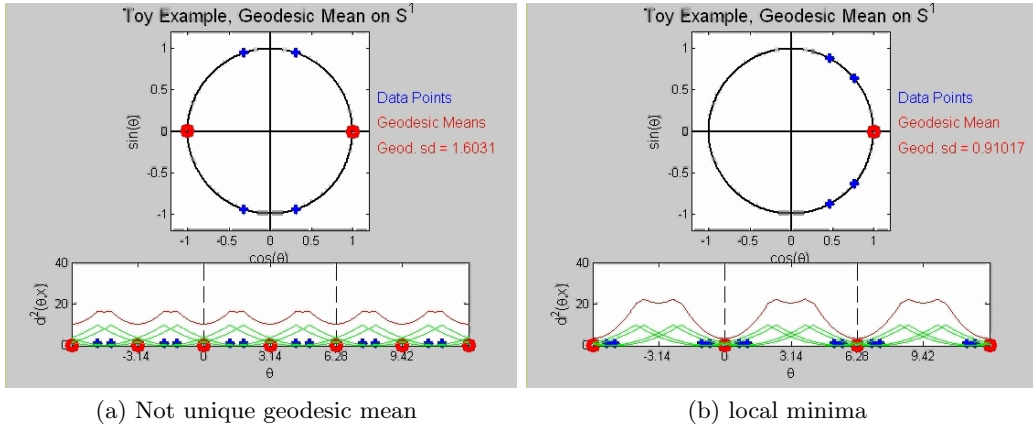 Toy Example, Geodesic Mean on S¹
1
0.5
0
-0.5
-1
sin(θ)
-1 -0.5 0 0.5 1
cos(θ)
Data Points
Geodesic Means
Geod. sd = 1.6031
40
20
0
d²(θ,x)
-3.14 0 3.14 6.28 9.42
θ
(a) Not unique geodesic mean
Toy Example, Geodesic Mean on S¹
1
0.5
0
-0.5
-1
sin(θ)
-1 -0.5 0 0.5 1
cos(θ)
Data Points
Geodesic Mean
Geod. sd = 0.91017
40
20
0
d²(θ,x)
-3.14 0 3.14 6.28 9.42
θ
(b) local minima